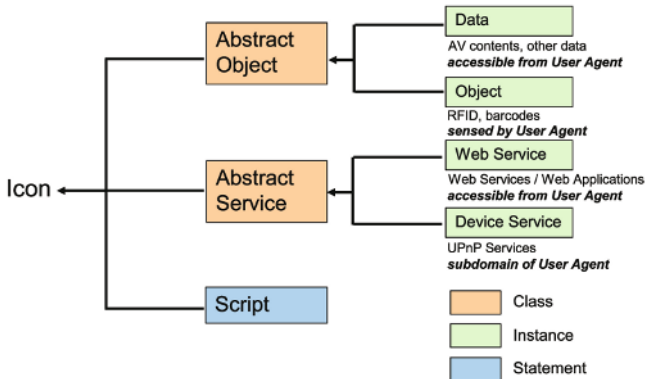 Abstract
Object
Data
AV contents, other data
accessible from User Agent
Object
RFID, barcodes
sensed by User Agent
Icon
Abstract
Service
Web Service
Web Services / Web Applications
accessible from User Agent
Device Service
UPnP Services
subdomain of User Agent
Script
Class
Instance
Statement